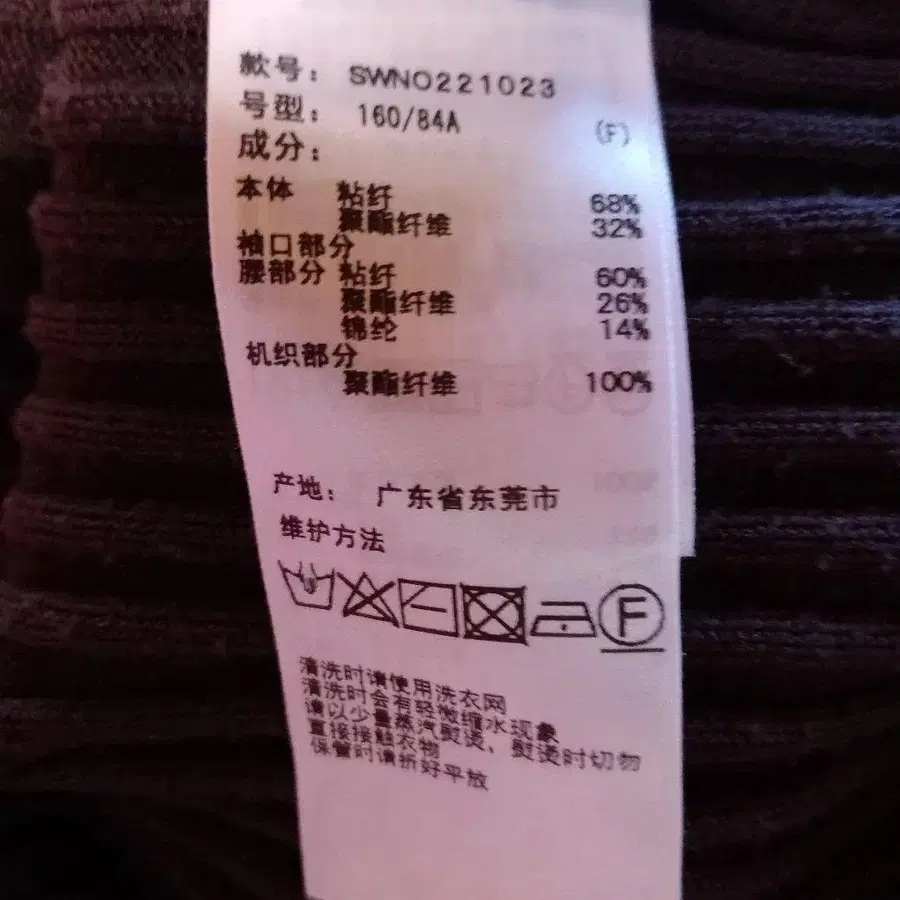 款号： SWNO221023
号型： 160/84A (F)
成分：
本体 粘纤 68%
聚酯纤维 32%
袖口部分
腰部分 粘纤 60%
聚酯纤维 26%
锦纶 14%
机织部分
聚酯纤维 100%
产地： 广东省东莞市
维护方法
F
清洗时请使用洗衣网
清洗时会有轻微缩水现象
请以少量蒸汽熨烫，熨烫时切勿
直接接触衣物
保管时请折好平放